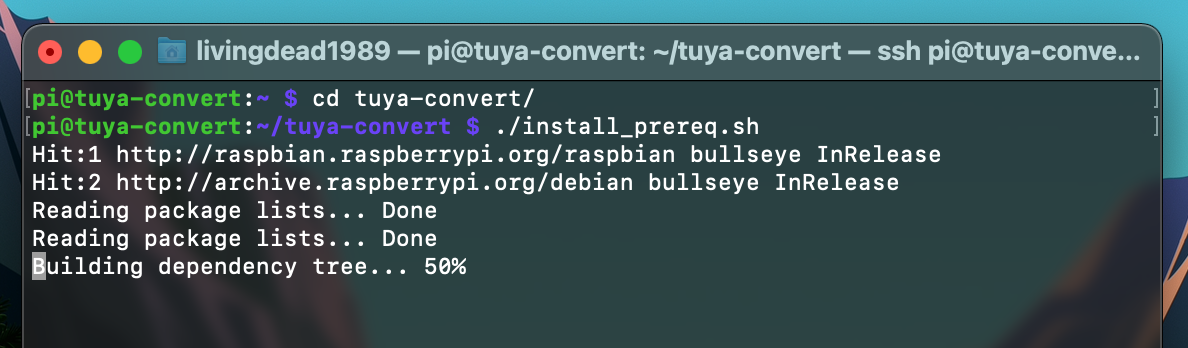 livingdead1989 — pi@tuya-convert: ~/tuya-convert — ssh pi@tuya-conve...
[pi@tuya-convert:~ $ cd tuya-convert/ ]
[pi@tuya-convert:~/tuya-convert $ ./install_prereq.sh ]
Hit:1 http://raspbian.raspberrypi.org/raspbian bullseye InRelease
Hit:2 http://archive.raspberrypi.org/debian bullseye InRelease
Reading package lists... Done
Reading package lists... Done
Building dependency tree... 50%